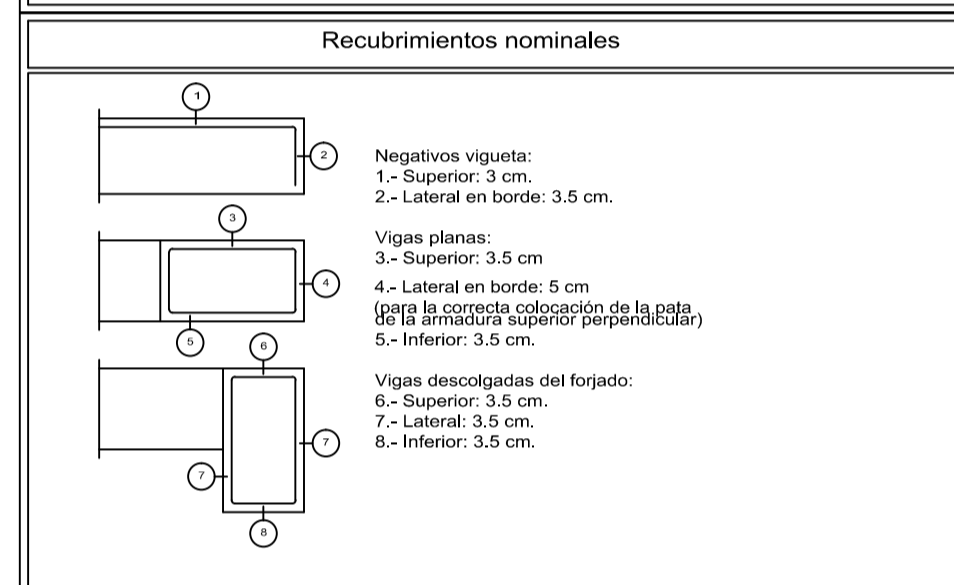 Recubrimientos nominales
1
2
Negativos vigueta:
1.- Superior: 3 cm.
2.- Lateral en borde: 3.5 cm.
3
4
5
Vigas planas:
3.- Superior: 3.5 cm
4.- Lateral en borde: 5 cm
(para la correcta colocación de la pata
de la armadura superior perpendicular)
5.- Inferior: 3.5 cm.
6
7
7
8
Vigas descolgadas del forjado:
6.- Superior: 3.5 cm.
7.- Lateral: 3.5 cm.
8.- Inferior: 3.5 cm.